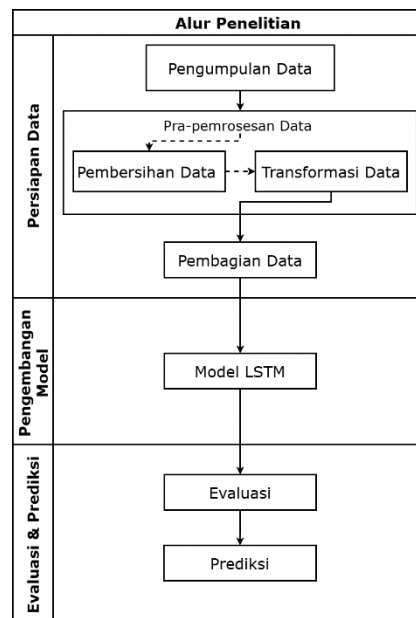 Alur Penelitian
Persiapan Data
Pengumpulan Data
Pra-pemrosesan Data
Pembersihan Data
Transformasi Data
Pembagian Data
Pengembangan
Model
Model LSTM
Evaluasi & Prediksi
Evaluasi
Prediksi